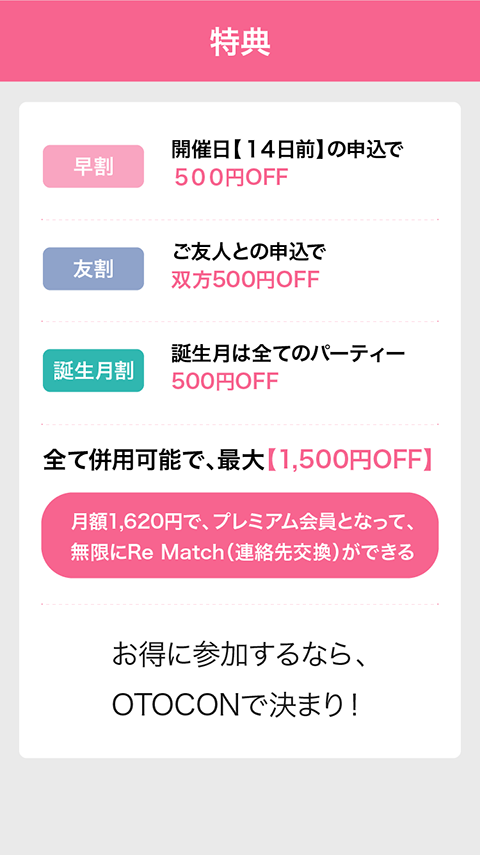 特典
早割
開催日【14日前】の申込で
５００円OFF
友割
ご友人との申込で
双方500円OFF
誕生月割
誕生月は全てのパーティー
500円OFF
全て併用可能で、最大【1,500円OFF】
月額1,620円で、プレミアム会員となって、
無限にRe Match（連絡先交換）ができる
お得に参加するなら、
OTOCONで決まり！